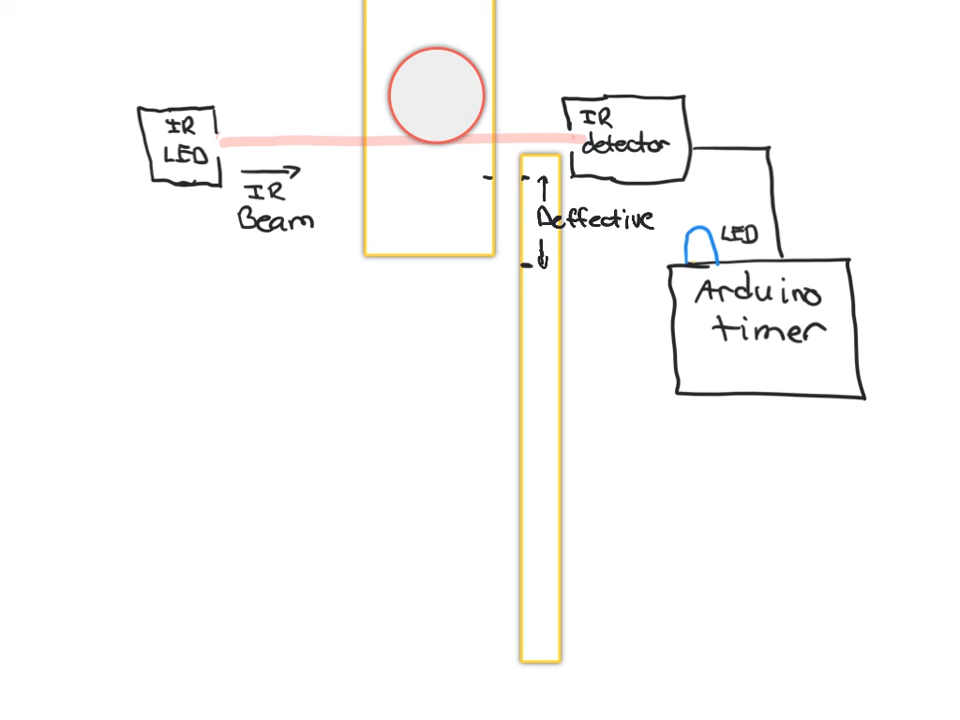 IR
LED
IR
Beam
IR
detector
Deffective
LED
Arduino
timer